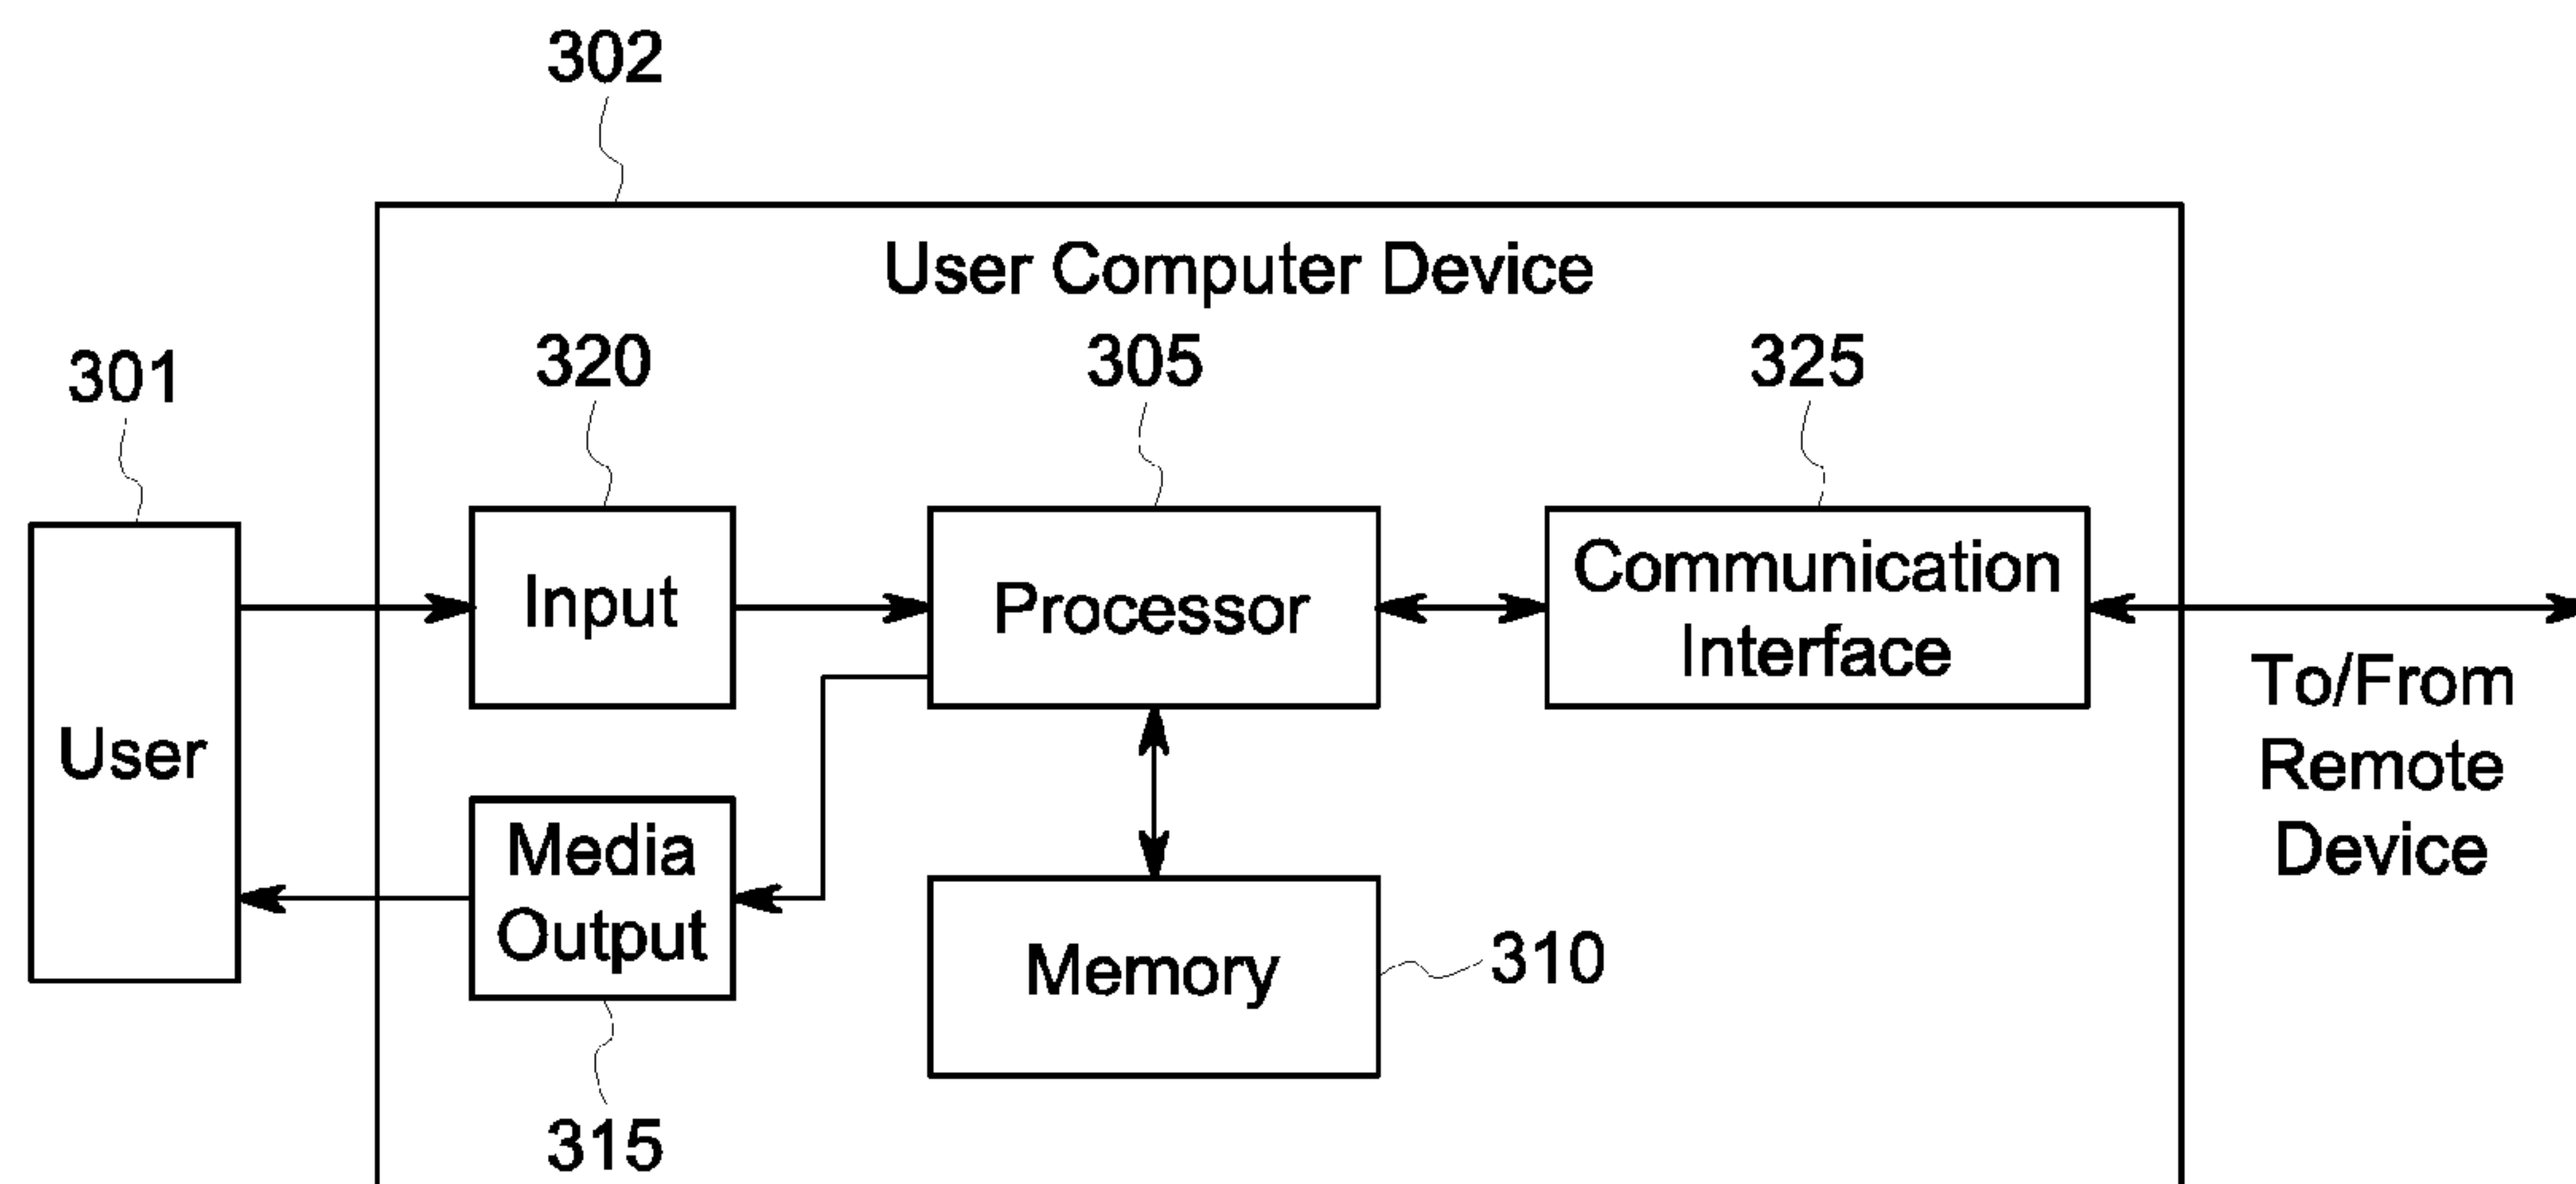 302
User Computer Device
301
320
305
325
User
Input
Processor
Communication
Interface
To/From
Remote
Device
Media
Output
Memory
310
315